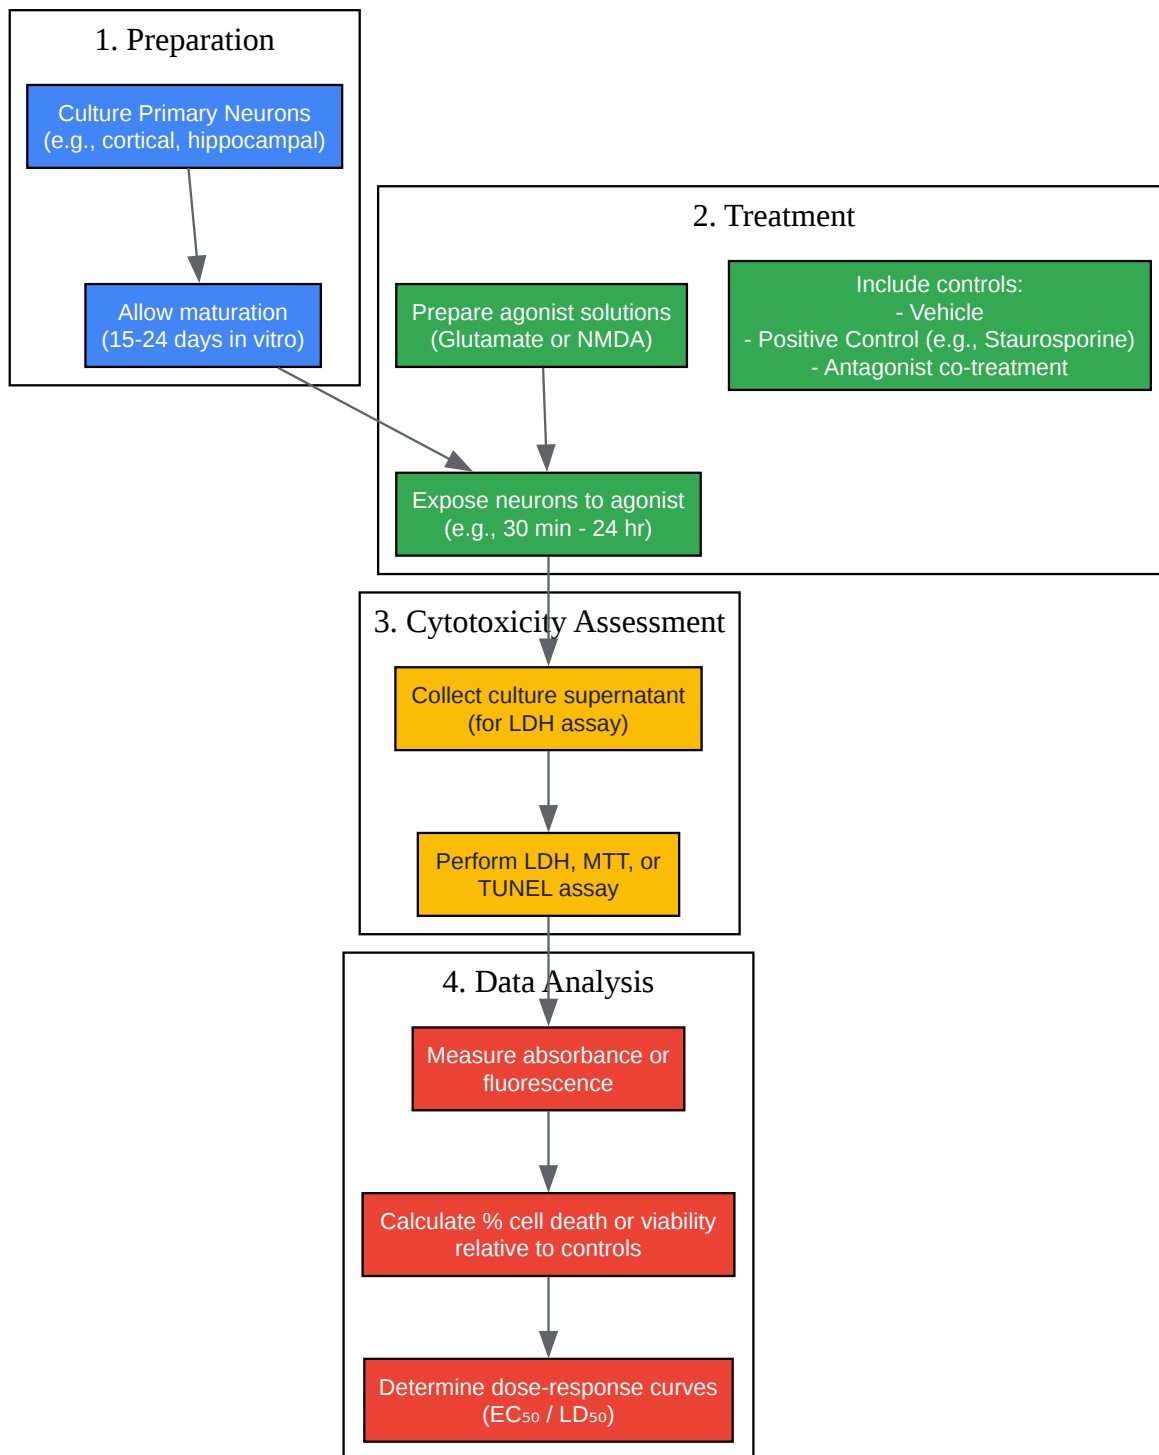 1. Preparation
Culture Primary Neurons
(e.g., cortical, hippocampal)
Allow maturation
(15-24 days in vitro)
2. Treatment
Prepare agonist solutions
(Glutamate or NMDA)
Include controls:
- Vehicle
- Positive Control (e.g., Staurosporine)
- Antagonist co-treatment
Expose neurons to agonist
(e.g., 30 min - 24 hr)
3. Cytotoxicity Assessment
Collect culture supernatant
(for LDH assay)
Perform LDH, MTT, or
TUNEL assay
4. Data Analysis
Measure absorbance or
fluorescence
Calculate % cell death or viability
relative to controls
Determine dose-response curves
(EC₅₀ / LD₅₀)